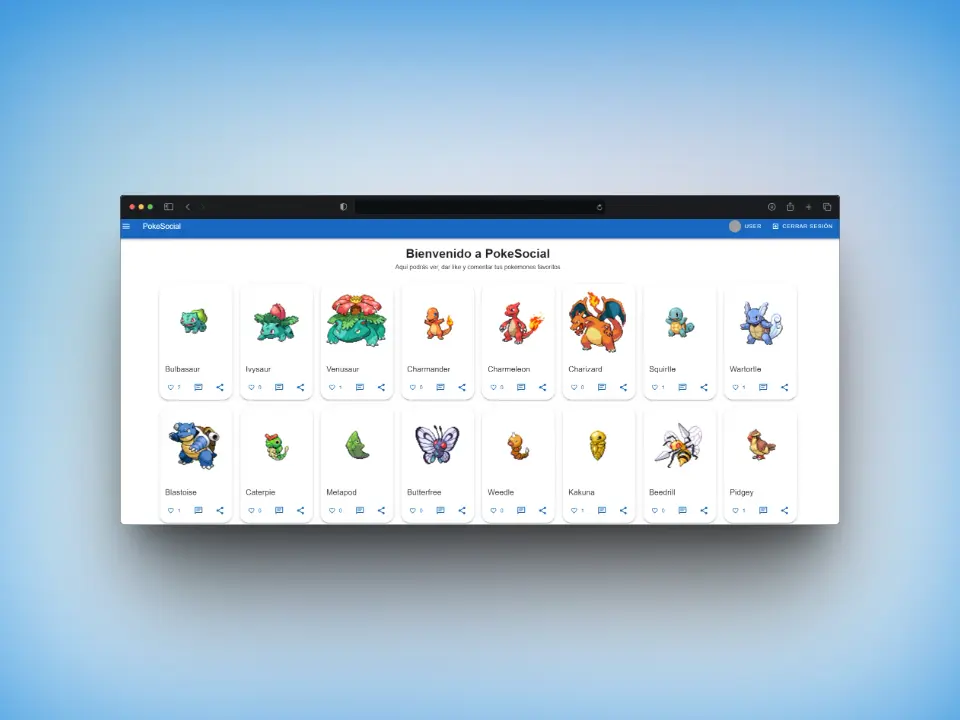 PokeSocial
USER
CERRAR SESIÓN
Bienvenido a PokeSocial
Aquí podrás ver, dar like y comentar tus pokemones favoritos
Bulbasaur
Ivysaur
Venusaur
Charmander
Charmeleon
Charizard
Squirtle
Wartortle
0
1
0
0
0
1
1
Blastoise
Caterpie
Metapod
Butterfree
Weedle
Kakuna
Beedrill
Pidgey
1
0
0
0
0
1
0
1